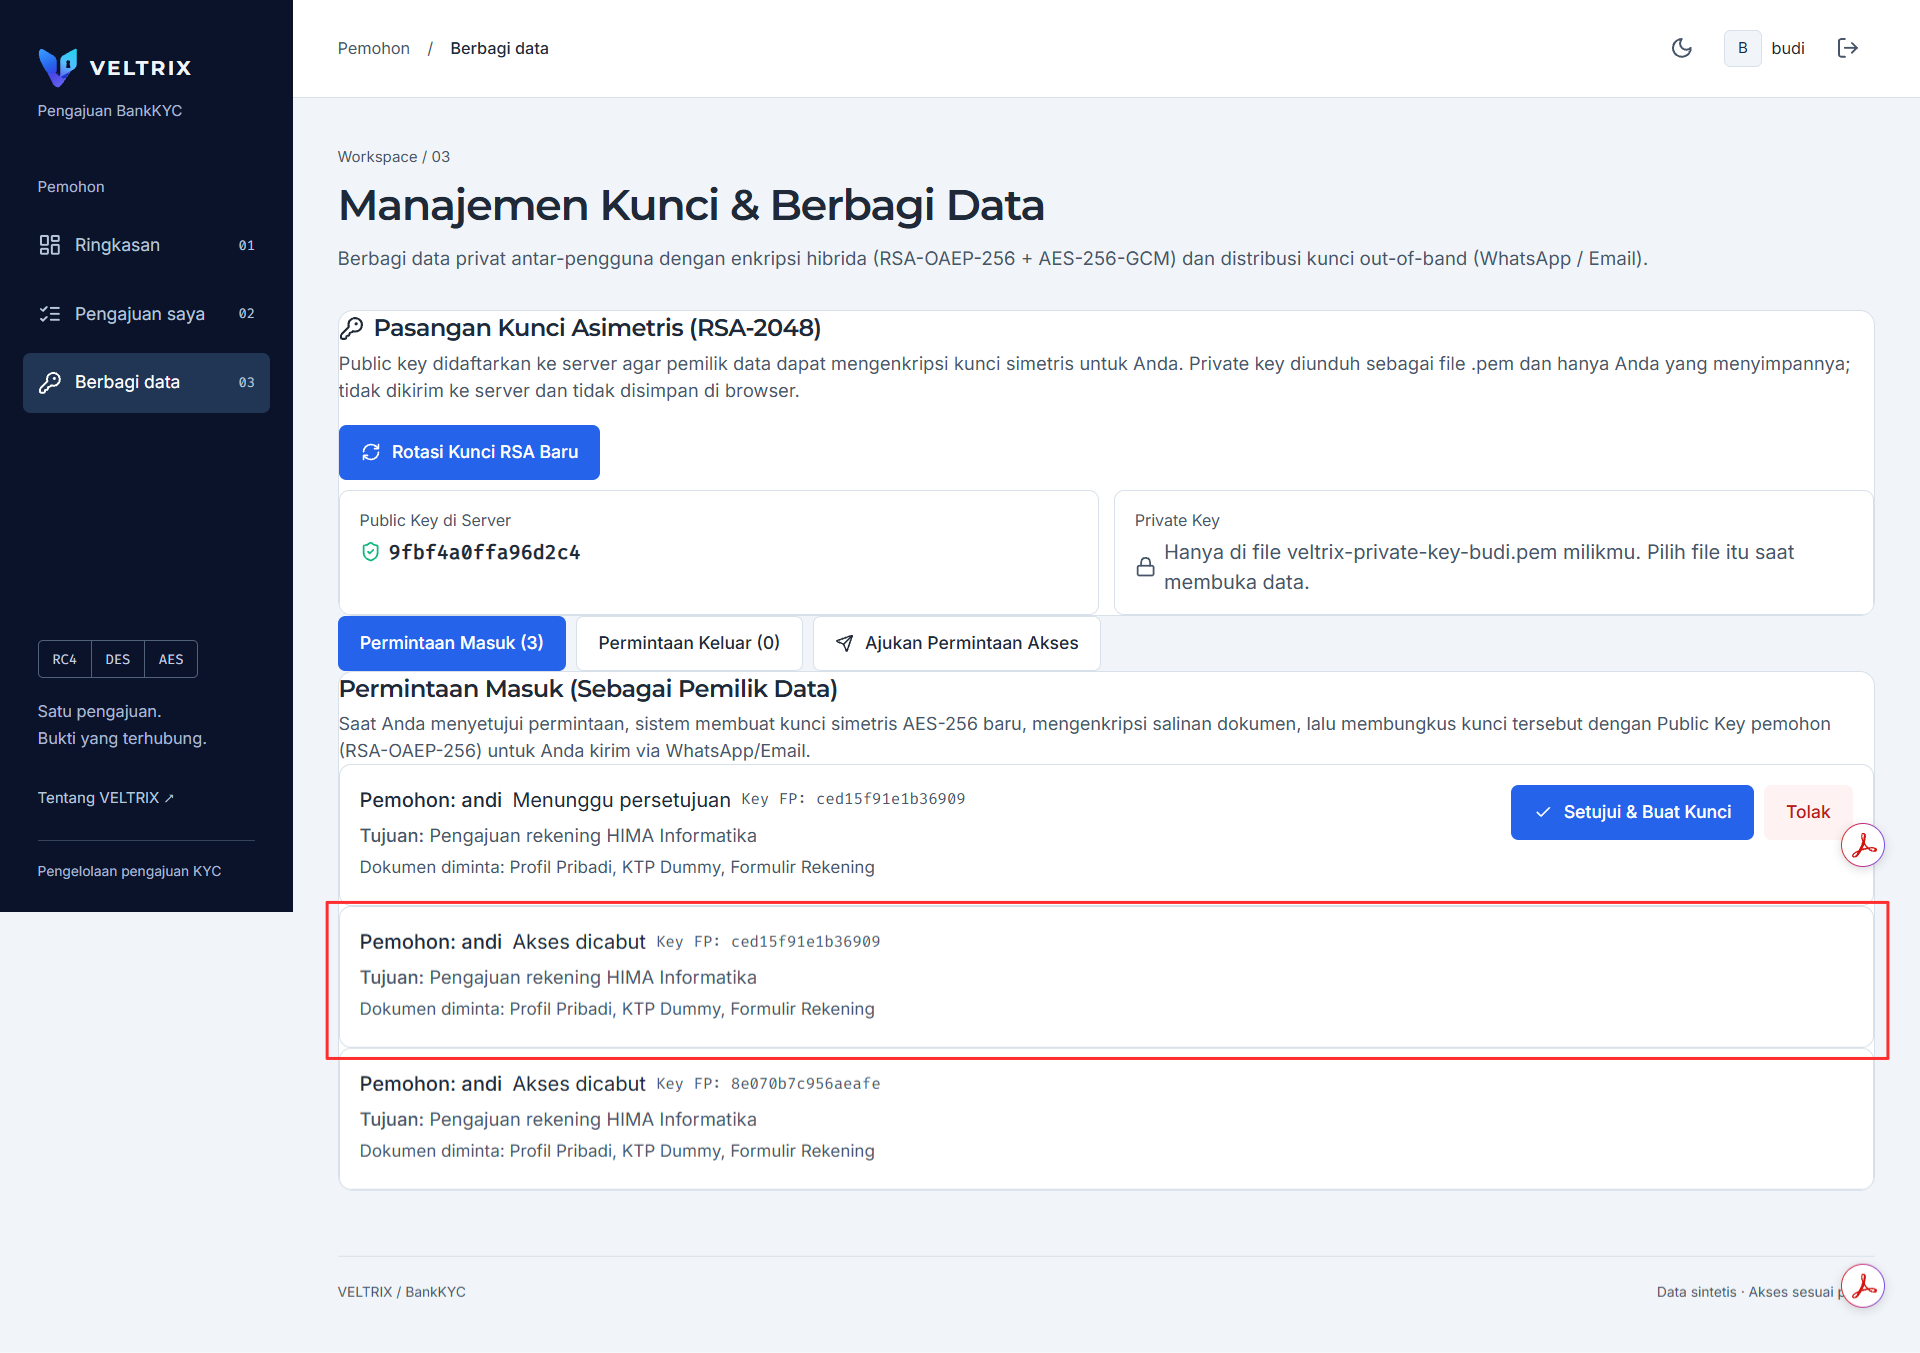 VELTRIX
Pengajuan BankKYC
Pemohon
Ringkasan 01
Pengajuan saya 02
Berbagi data 03
RC4 DES AES
Satu pengajuan.
Bukti yang terhubung.
Tentang VELTRIX ↗
Pengelolaan pengajuan KYC
Pemohon / Berbagi data
B budi
Workspace / 03
Manajemen Kunci & Berbagi Data
Berbagi data privat antar-pengguna dengan enkripsi hibrida (RSA-OAEP-256 + AES-256-GCM) dan distribusi kunci out-of-band (WhatsApp / Email).
Pasangan Kunci Asimetris (RSA-2048)
Public key didaftarkan ke server agar pemilik data dapat mengenkripsi kunci simetris untuk Anda. Private key diunduh sebagai file .pem dan hanya Anda yang menyimpannya;
tidak dikirim ke server dan tidak disimpan di browser.
Rotasi Kunci RSA Baru
Public Key di Server
9fbf4a0ffa96d2c4
Private Key
Hanya di file veltrix-private-key-budi.pem milikmu. Pilih file itu saat
membuka data.
Permintaan Masuk (3)
Permintaan Keluar (0)
Ajukan Permintaan Akses
Permintaan Masuk (Sebagai Pemilik Data)
Saat Anda menyetujui permintaan, sistem membuat kunci simetris AES-256 baru, mengenkripsi salinan dokumen, lalu membungkus kunci tersebut dengan Public Key pemohon
(RSA-OAEP-256) untuk Anda kirim via WhatsApp/Email.
Pemohon: andi Menunggu persetujuan Key FP: ced15f91e1b36909
Tujuan: Pengajuan rekening HIMA Informatika
Dokumen diminta: Profil Pribadi, KTP Dummy, Formulir Rekening
Setujui & Buat Kunci
Tolak
Pemohon: andi Akses dicabut Key FP: ced15f91e1b36909
Tujuan: Pengajuan rekening HIMA Informatika
Dokumen diminta: Profil Pribadi, KTP Dummy, Formulir Rekening
Pemohon: andi Akses dicabut Key FP: 8e070b7c956aeafe
Tujuan: Pengajuan rekening HIMA Informatika
Dokumen diminta: Profil Pribadi, KTP Dummy, Formulir Rekening
VELTRIX / BankKYC
Data sintetis · Akses sesuai